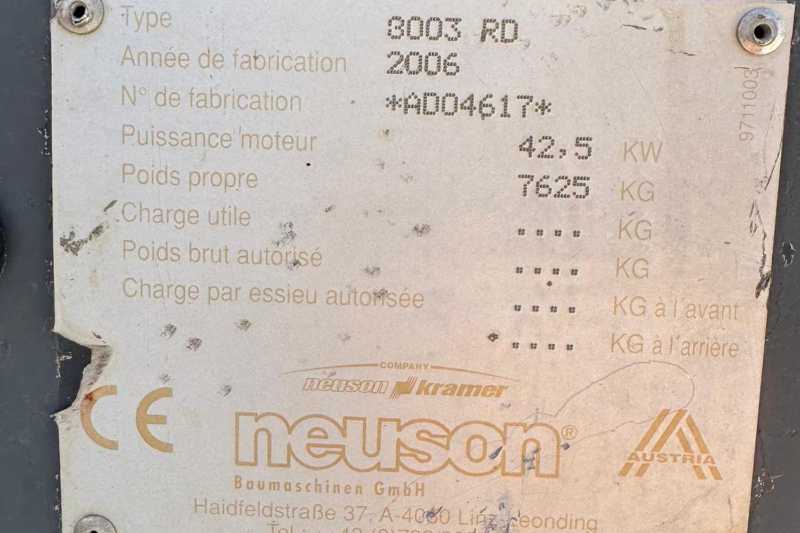 Type 8003 RD
Année de fabrication 2006
N° de fabrication *AD04617*
Puissance moteur 42,5 KW
Poids propre 7625 KG
Charge utile .... KG
Poids brut autorisé .... KG
Charge par essieu autorisée .... KG à l'avant
.... KG à l'arrière
9711003
COMPANY
neuson kramer
CE
neuson®
AUSTRIA
Baumaschinen GmbH
Haidfeldstraße 37, A-4060 Linz-Leonding